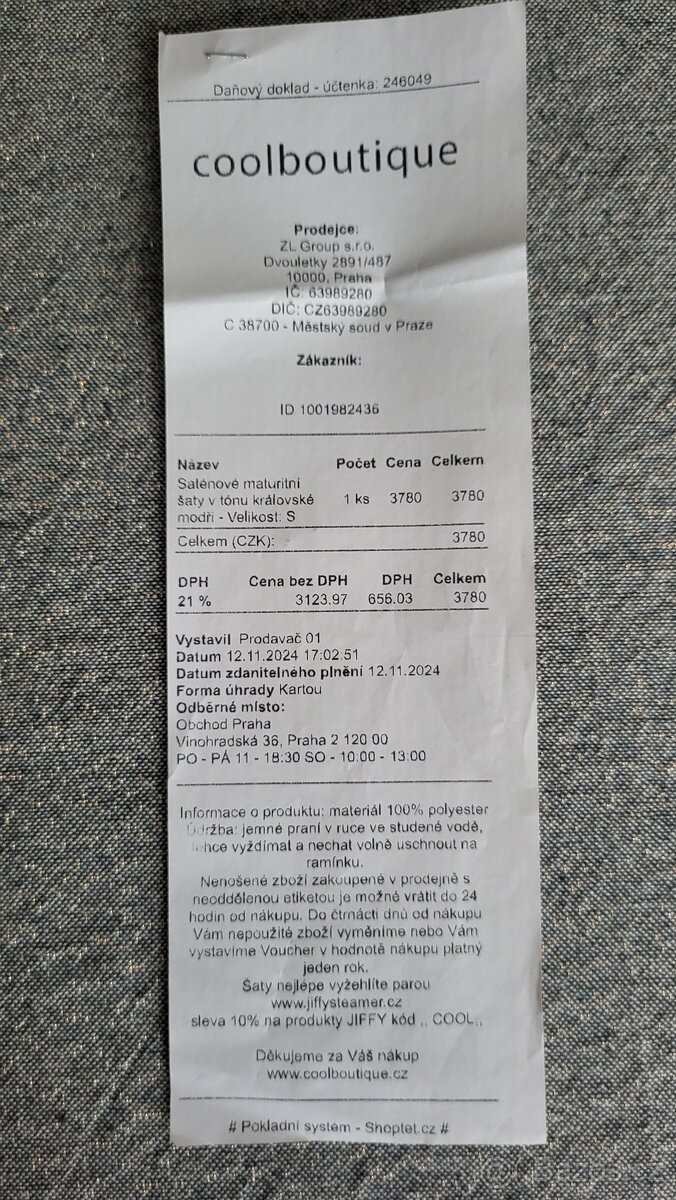 Daňový doklad - účtenka: 246049
coolboutique
Prodejce:
ZL Group s.r.o.
Dvouletky 2891/487
10000, Praha
IČ: 63989280
DIČ: CZ63989280
C 38700 - Městský soud v Praze
Zákazník:
ID 1001982436
Název Počet Cena Celkem
Saténové maturitní
šaty v tónu královské 1 ks 3780 3780
modři - Velikost: S
Celkem (CZK): 3780
DPH Cena bez DPH DPH Celkem
21 % 3123.97 656.03 3780
Vystavil Prodavač 01
Datum 12.11.2024 17:02:51
Datum zdanitelného plnění 12.11.2024
Forma úhrady Kartou
Odběrné místo:
Obchod Praha
Vinohradská 36, Praha 2 120 00
PO - PÁ 11 - 18:30 SO - 10:00 - 13:00
Informace o produktu: materiál 100% polyester
Údržba: jemné praní v ruce ve studené vodě,
lehce vyždímat a nechat volně uschnout na
ramínku.
Nenošené zboží zakoupené v prodejně s
neoddělenou etiketou je možné vrátit do 24
hodin od nákupu. Do čtrnácti dnů od nákupu
Vám nepoužité zboží vyměníme nebo Vám
vystavíme Voucher v hodnotě nákupu platný
jeden rok.
Šaty nejlépe vyžehlíte parou
www.jiffysteamer.cz
sleva 10% na produkty JIFFY kód ,, COOL,,
Děkujeme za Váš nákup
www.coolboutique.cz
# Pokladní systém - Shoptet.cz #
Bazos.cz